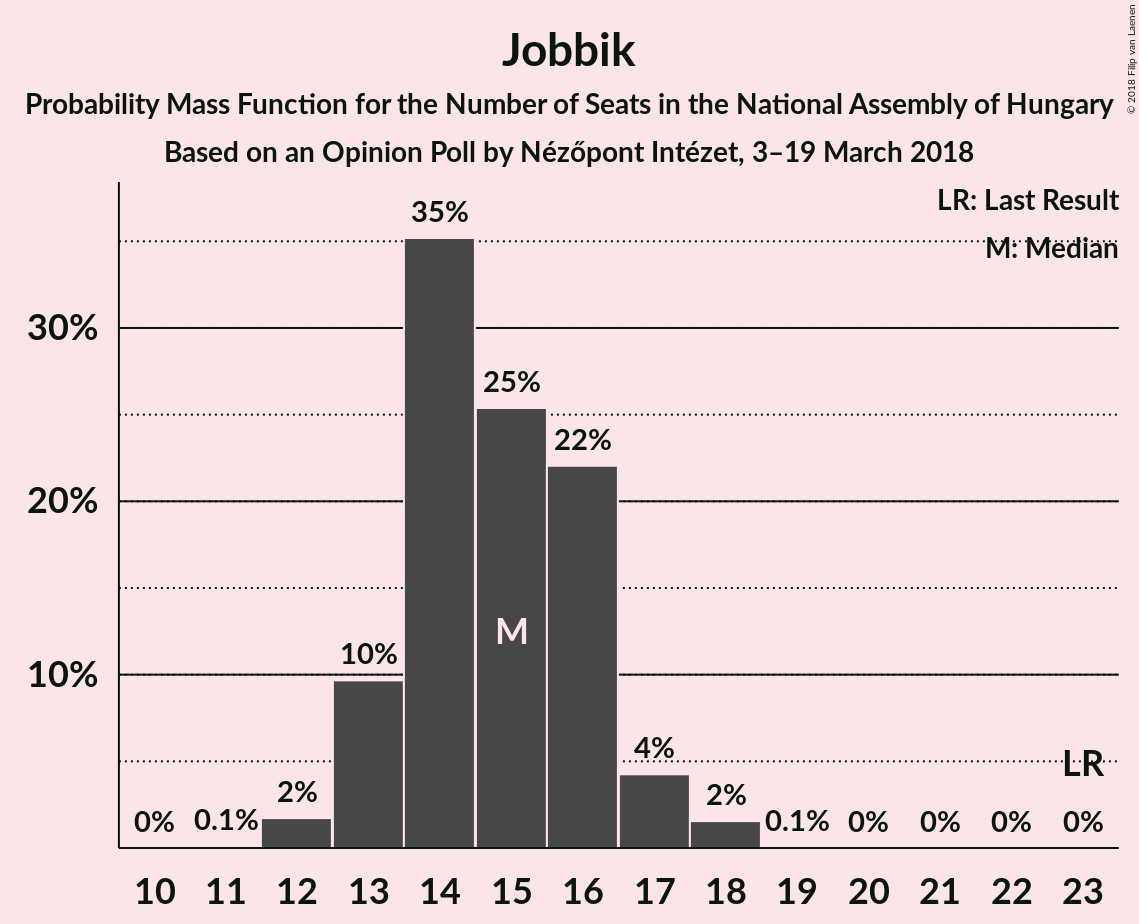 Jobbik
Probability Mass Function for the Number of Seats in the National Assembly of Hungary
Based on an Opinion Poll by Nézőpont Intézet, 3–19 March 2018
© 2018 Filip van Laenen
LR: Last Result
M: Median
35%
30%
25%
22%
20%
M
10%
10%
4%
LR
0%
0.1%
2%
2%
0.1%
0%
0%
0%
0%
10 11 12 13 14 15 16 17 18 19 20 21 22 23